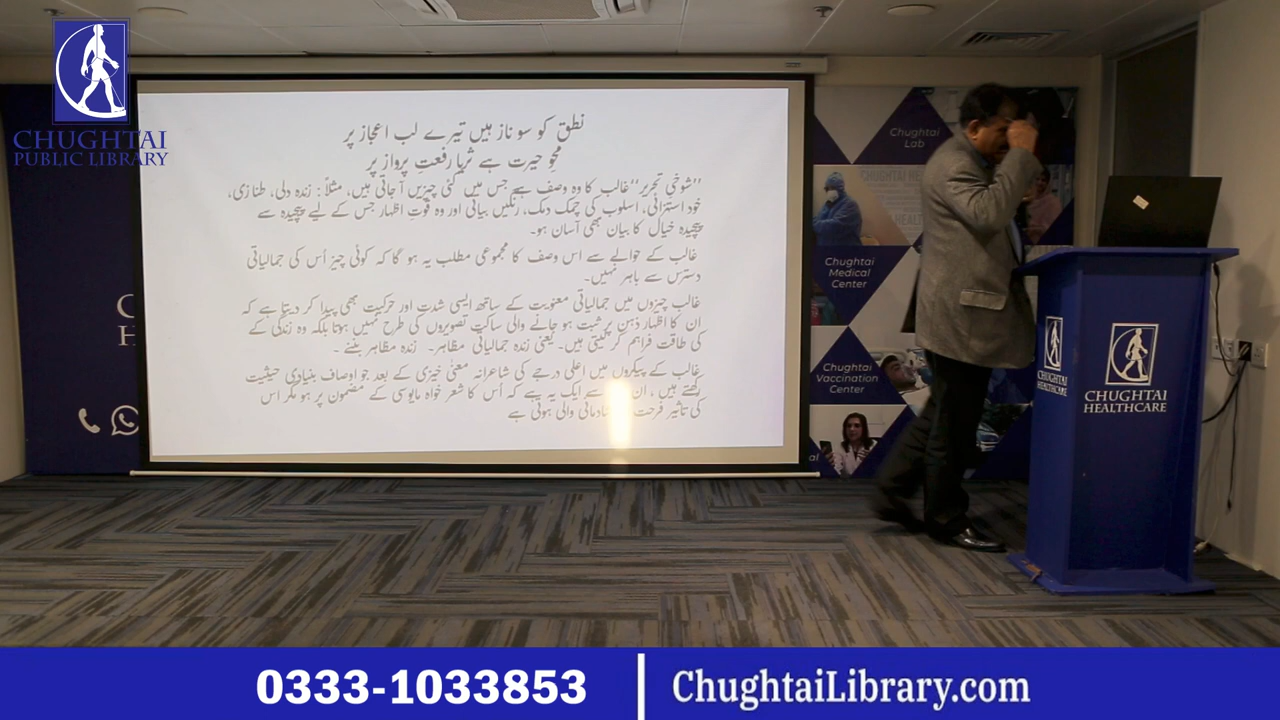 CHUGHTAI
PUBLIC LIBRARY
نطق کو سو ناز ہیں تیرے لب اعجاز پر
محوِ حیرت ہے ثریا رفعتِ پرواز پر
”شوخیِ تحریر“ غالب کا وہ وصف ہے جس میں کئی چیزیں آ جاتی ہیں، مثلاً: زندہ دلی، طنازی،
خود استہزائی، اسلوب کی چمک دمک، رنگیں بیانی اور وہ قوتِ اظہار جس کے لیے پیچیدہ سے
پیچیدہ خیال کا بیان بھی آسان ہو۔
غالب کے حوالے سے اس وصف کا مجموعی مطلب یہ ہو گا کہ کوئی چیز اُس کی جمالیاتی
دسترس سے باہر نہیں۔
غالب چیزوں میں جمالیاتی معنویت کے ساتھ ایسی شدت اور حرکیت بھی پیدا کر دیتا ہے کہ
ان کا اظہار ذہن پر ثبت ہو جانے والی ساکت تصویروں کی طرح نہیں ہوتا بلکہ وہ زندگی کے
کی طاقت فراہم کر لیتی ہیں۔ یعنی زندہ جمالیاتی مظاہر۔ زندہ مظاہر بننے ۔
غالب کے پیکروں میں اعلیٰ درجے کی شاعرانہ معنیٰ خیزی کے بعد جو اوصاف بنیادی حیثیت
رکھتے ہیں ، ان سے ایک یہ ہے کہ اُس کا شعر خواہ مایوسی کے مضمون پر ہو مگر اس
کی تاثیر فرحت والی ہوتی ہے
Chughtai
Lab
Chughtai
Medical
Center
Chughtai
Vaccination
Center
CHUGHTAI
HEALTHCARE
CHUGHTAI
HEALTHCARE
0333-1033853
ChughtaiLibrary.com